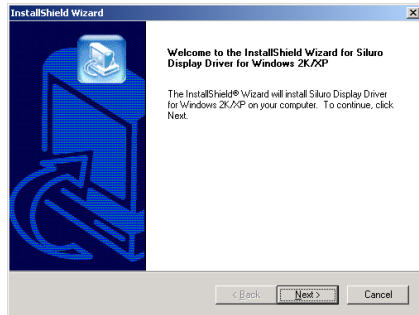 InstallShield Wizard
Welcome to the InstallShield Wizard for Siluro
Display Driver for Windows 2K/XP
The InstallShield® Wizard will install Siluro Display Driver
for Windows 2K/XP on your computer. To continue, click
Next.
< Back
Next >
Cancel